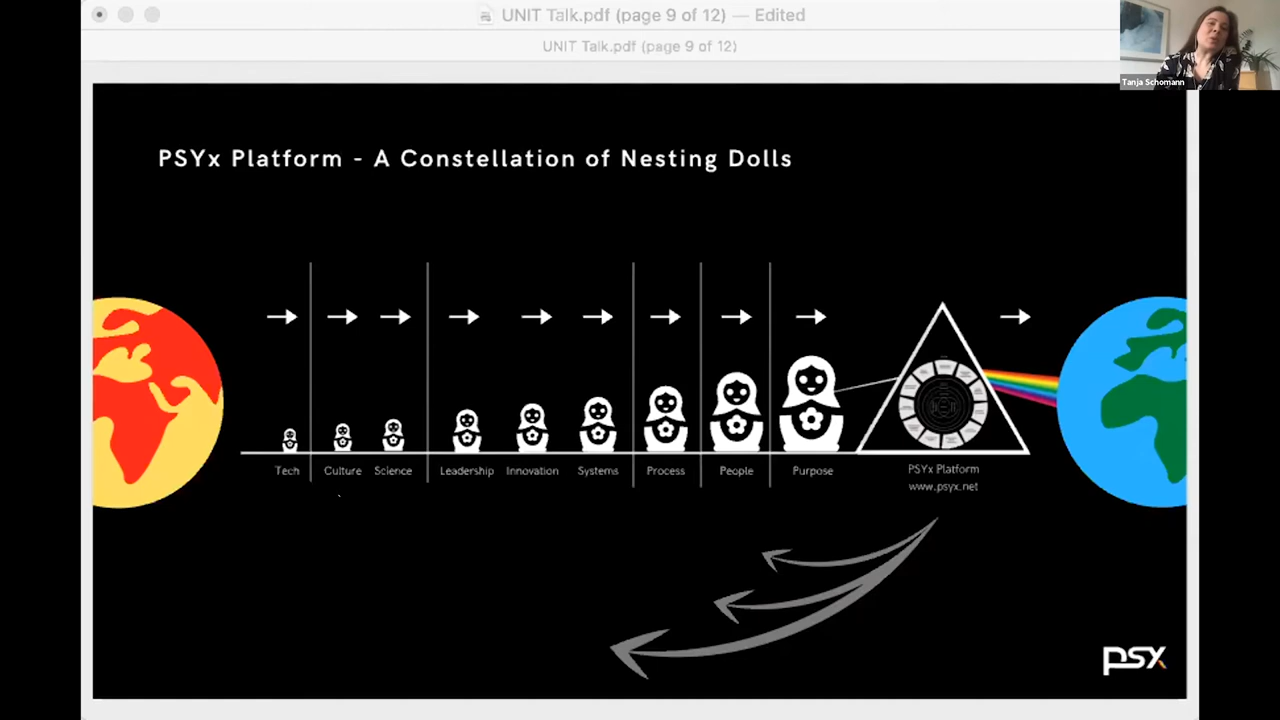 UNIT Talk.pdf (page 9 of 12) — Edited
UNIT Talk.pdf (page 9 of 12)
Tanja Schomann
PSYx Platform - A Constellation of Nesting Dolls
Tech Culture Science Leadership Innovation Systems Process People Purpose PSYx Platform
www.psyx.net
psx